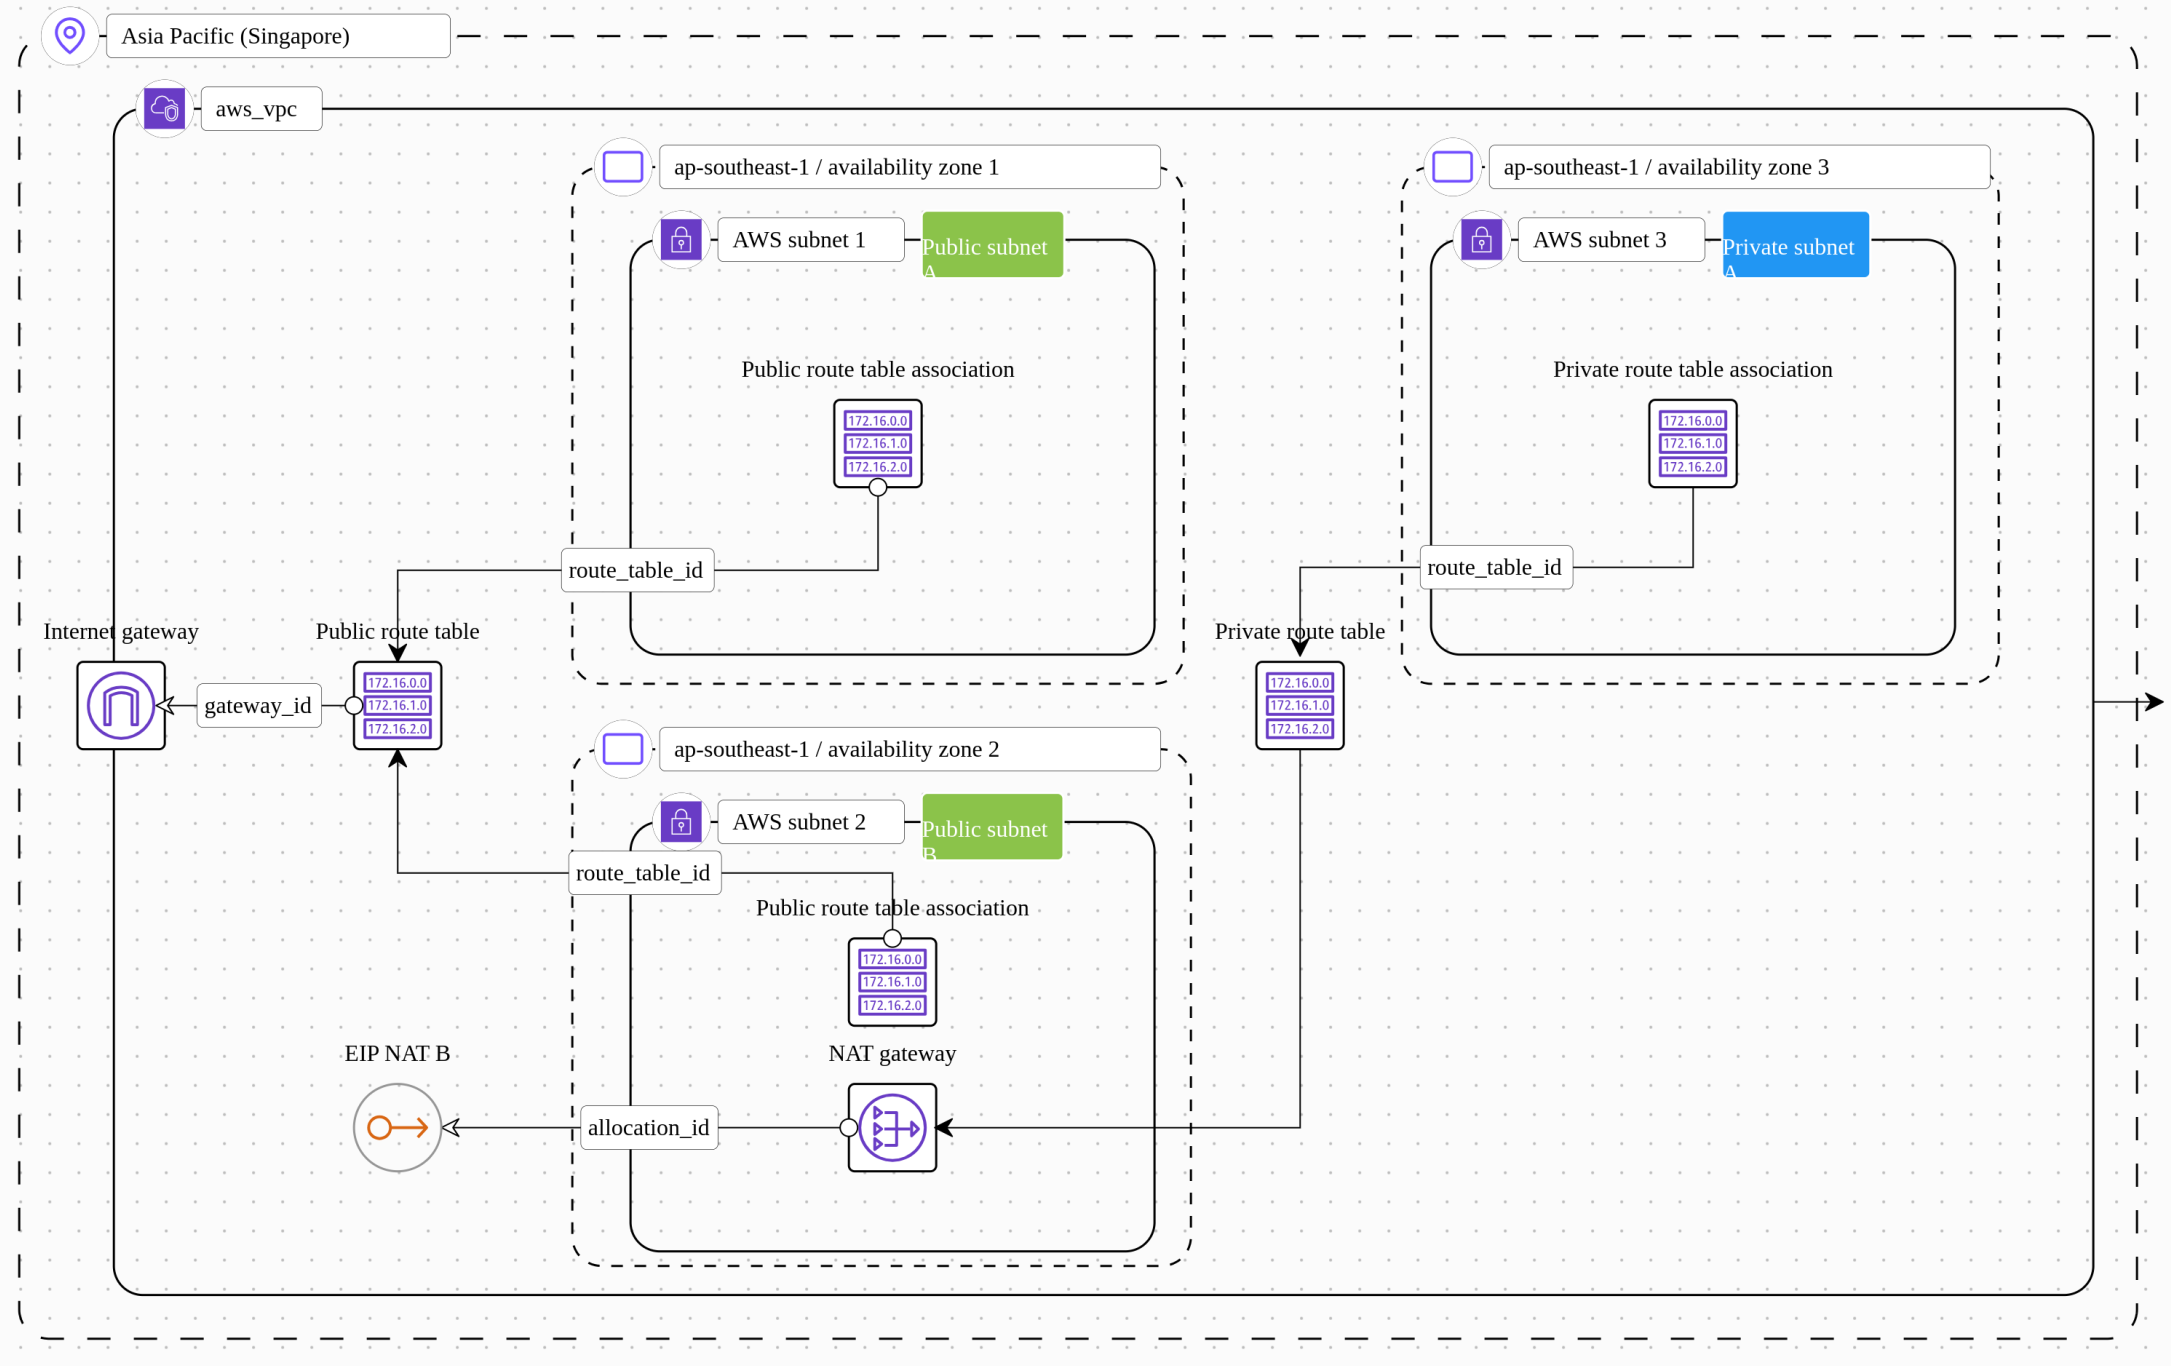 Asia Pacific (Singapore)
aws_vpc
ap-southeast-1 / availability zone 1
ap-southeast-1 / availability zone 3
AWS subnet 1
Public subnet
A
AWS subnet 3
Private subnet
A
Public route table association
172.16.0.0
172.16.1.0
172.16.2.0
Private route table association
172.16.0.0
172.16.1.0
172.16.2.0
route_table_id
route_table_id
Internet gateway
Public route table
172.16.0.0
172.16.1.0
172.16.2.0
gateway_id
Private route table
172.16.0.0
172.16.1.0
172.16.2.0
ap-southeast-1 / availability zone 2
AWS subnet 2
Public subnet
B
route_table_id
Public route table association
172.16.0.0
172.16.1.0
172.16.2.0
EIP NAT B
NAT gateway
allocation_id